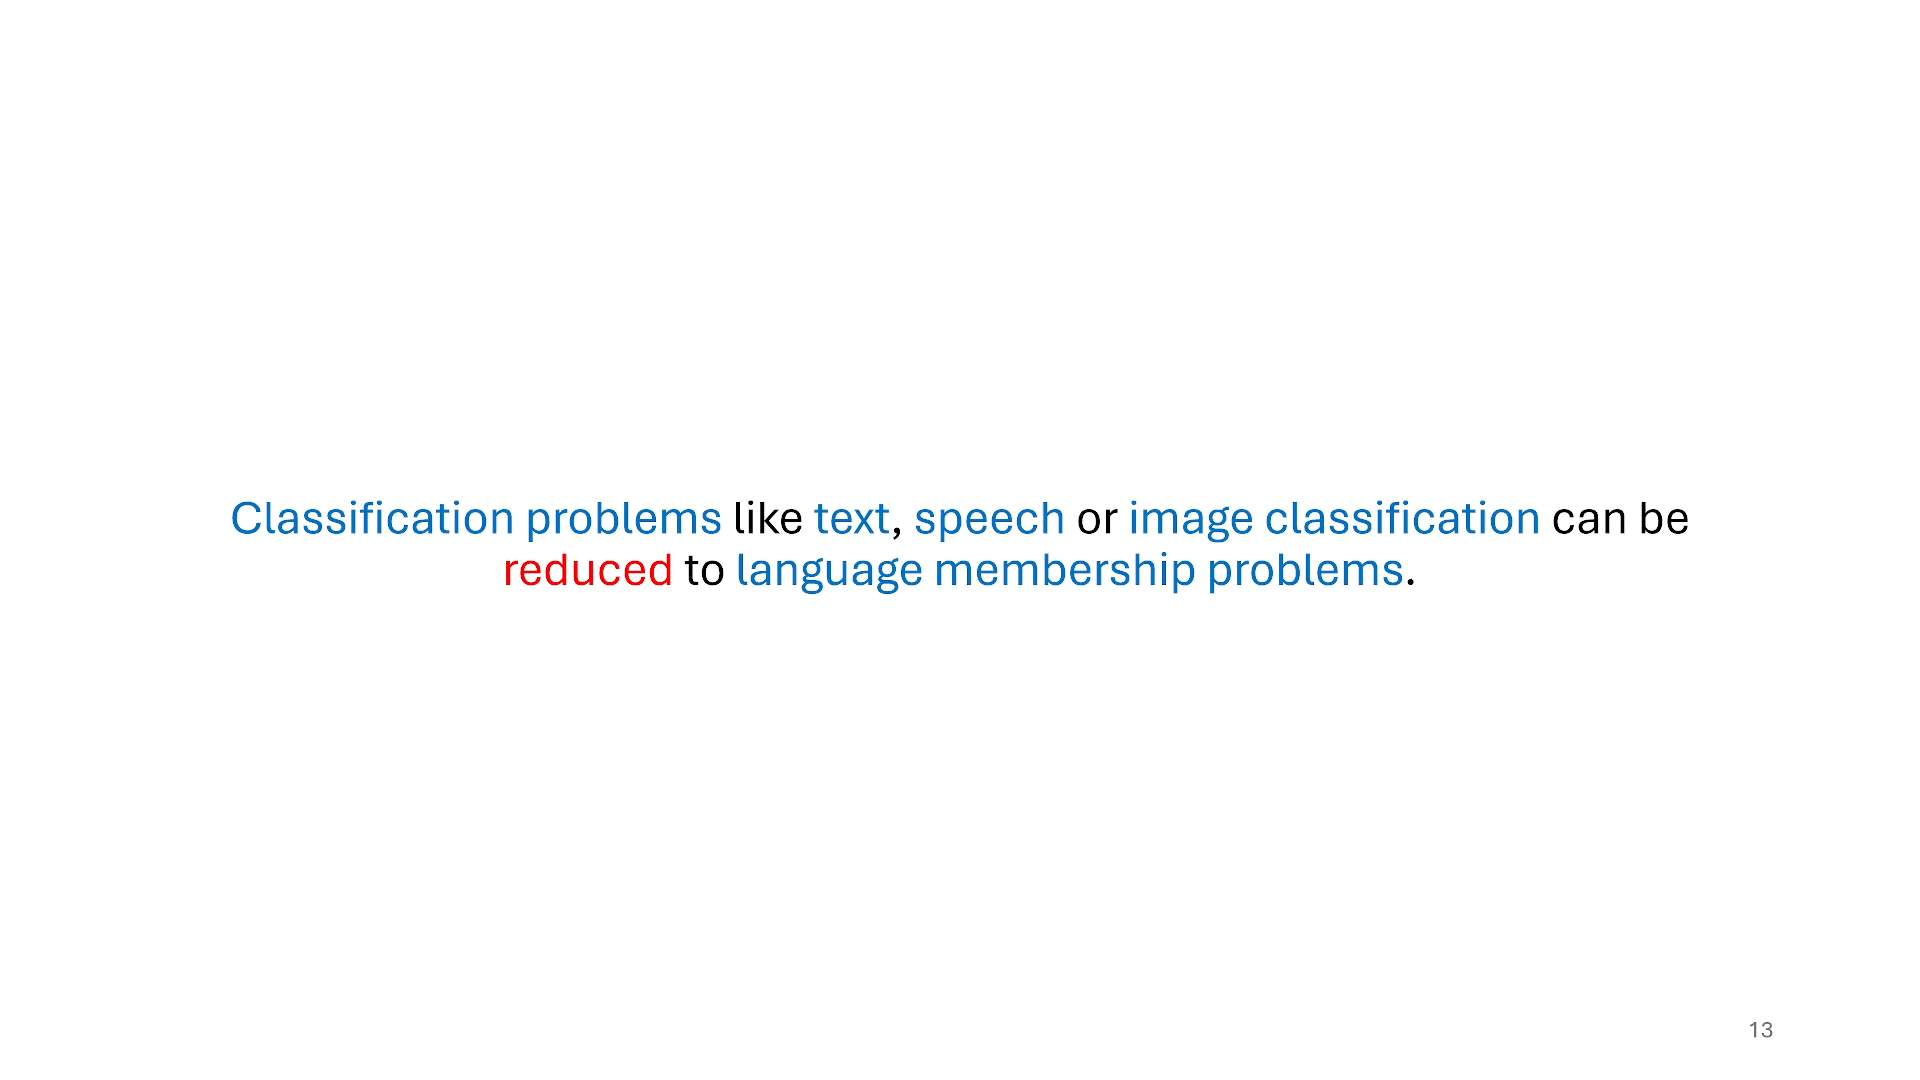 Classification problems like text, speech or image classification can be
reduced to language membership problems.
13